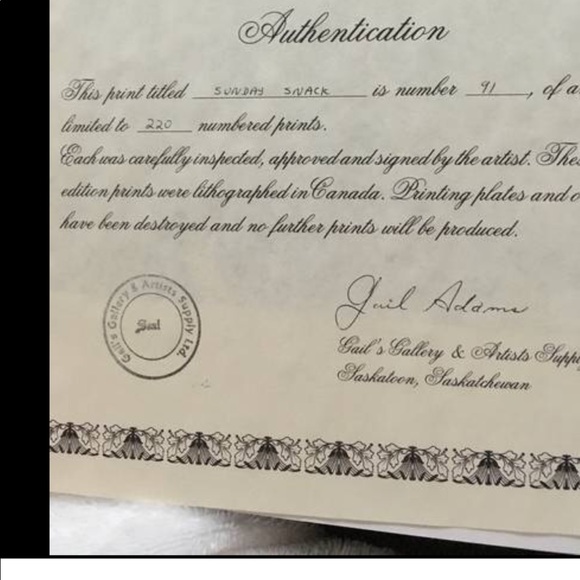 Authentication
This print titled SUNDAY SNACK is number 91, of a
limited to 220 numbered prints.
Each was carefully inspected, approved and signed by the artist. Thes
edition prints were lithographed in Canada. Printing plates and o
have been destroyed and no further prints will be produced.
Gail's Gallery & Artists Supply Ltd.
Seal
Gail Adams
Gail's Gallery & Artists Supply
Saskatoon, Saskatchewan